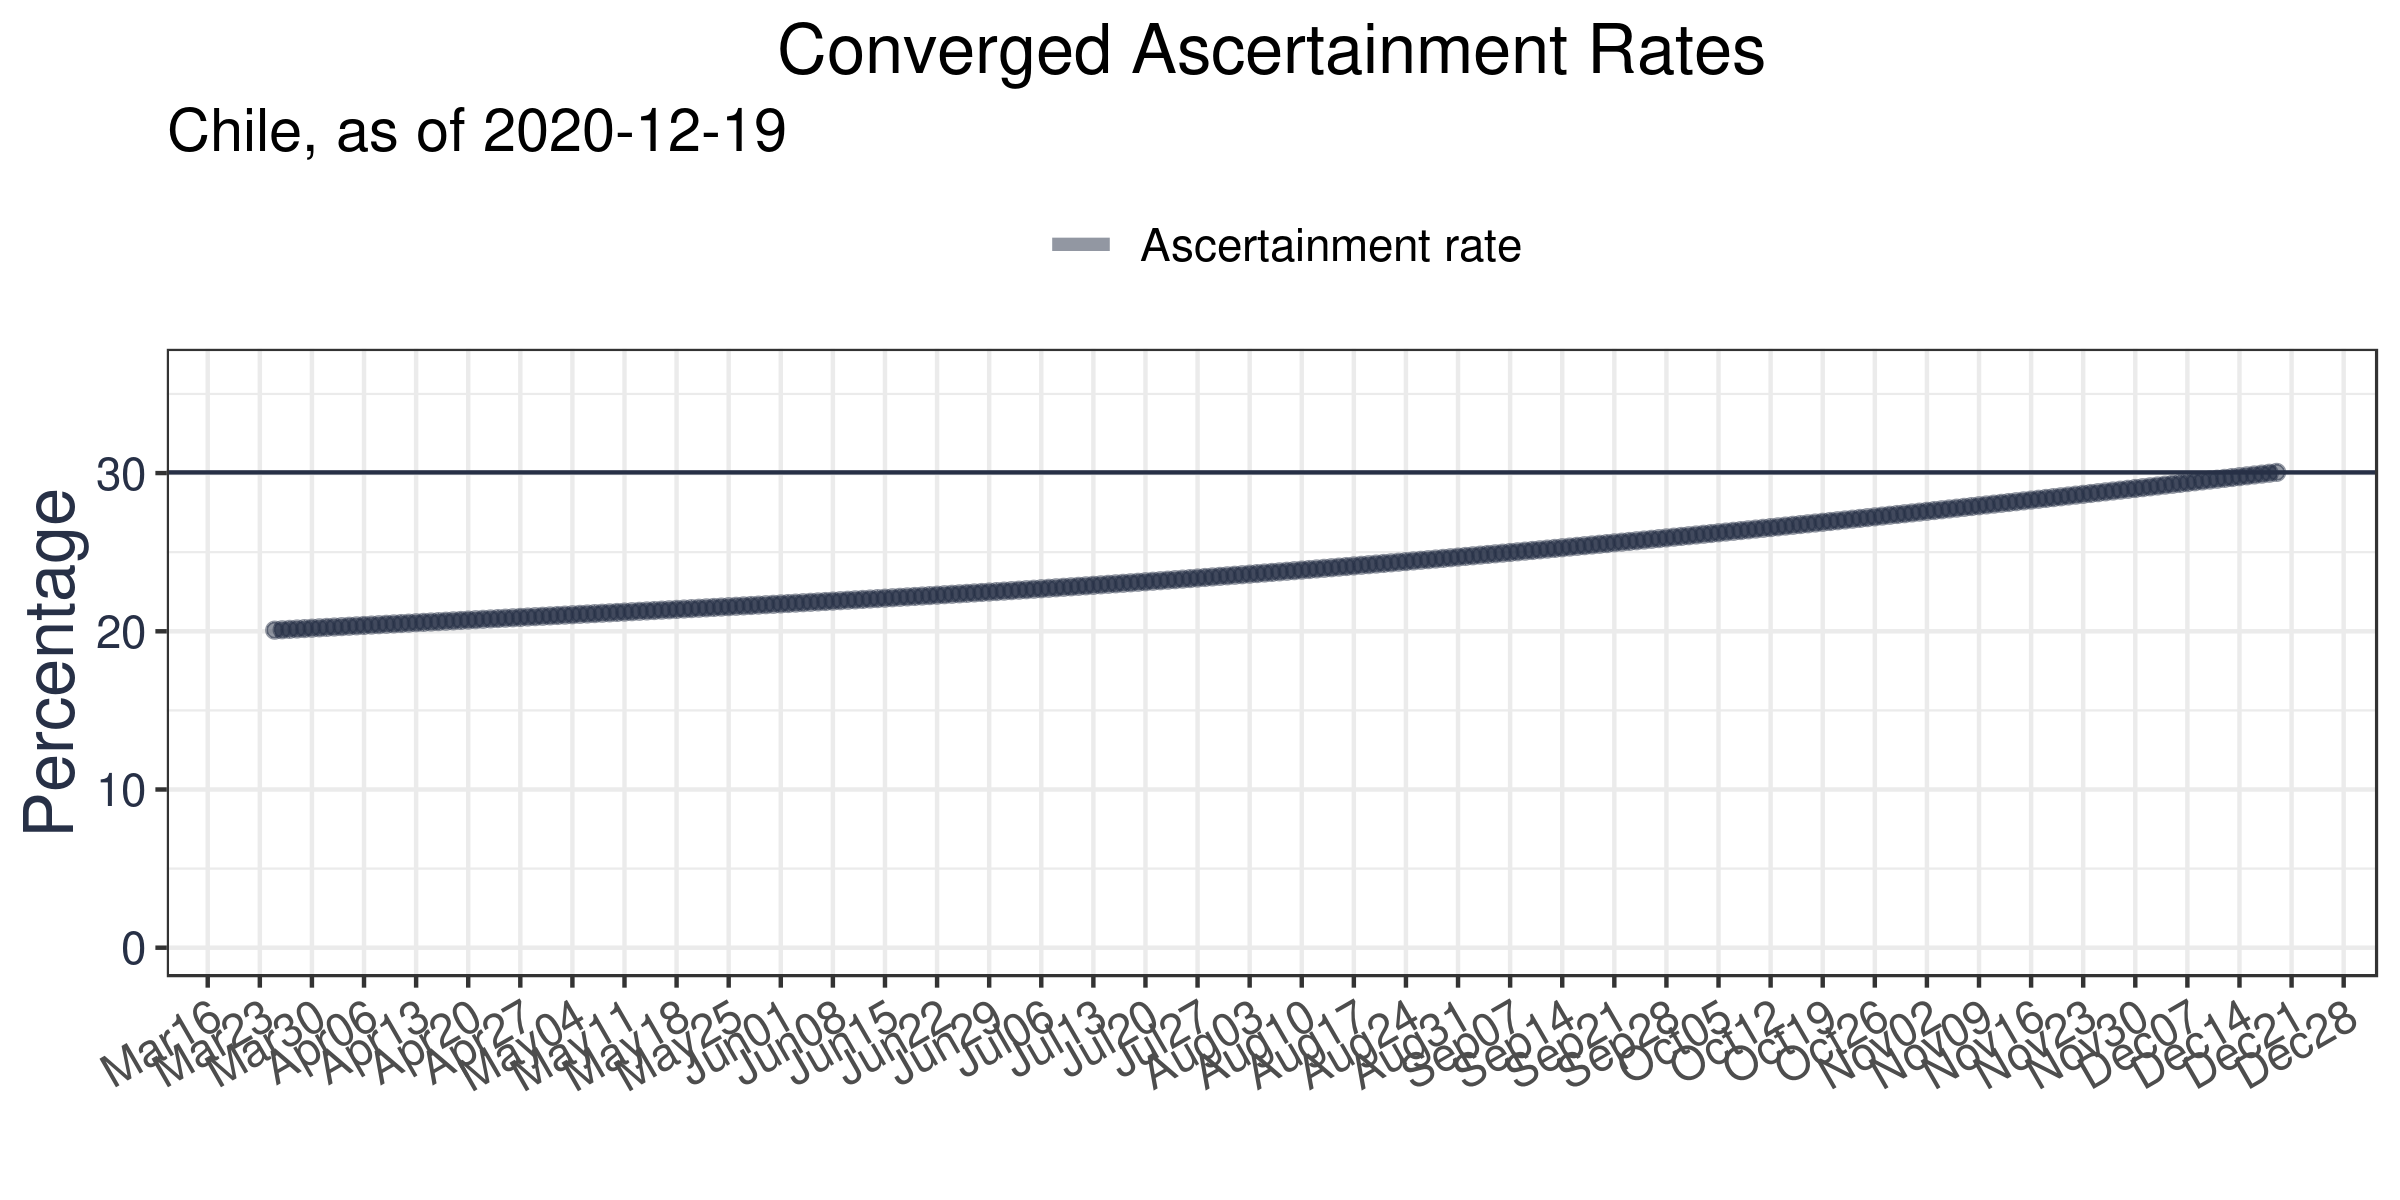 Converged Ascertainment Rates
Chile, as of 2020-12-19
Ascertainment rate
Percentage
30
20
10
0
Mar16
Mar23
Mar30
Apr06
Apr13
Apr20
Apr27
May04
May11
May18
May25
Jun01
Jun08
Jun15
Jun22
Jun29
Jul06
Jul13
Jul20
Jul27
Aug03
Aug10
Aug17
Aug24
Aug31
Sep07
Sep14
Sep21
Sep28
Oct05
Oct12
Oct19
Oct26
Nov02
Nov09
Nov16
Nov23
Nov30
Dec07
Dec14
Dec21
Dec28